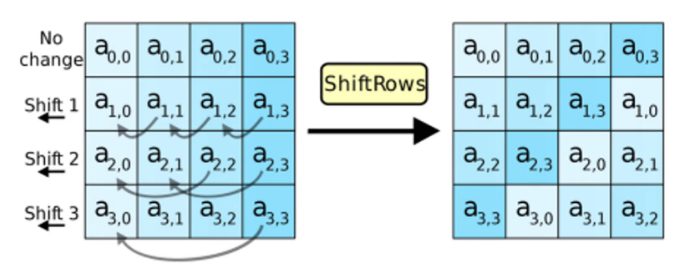 No change a0,0 a0,1 a0,2 a0,3 a0,0 a0,1 a0,2 a0,3
Shift 1 a1,0 a1,1 a1,2 a1,3 ShiftRows a1,1 a1,2 a1,3 a1,0
Shift 2 a2,0 a2,1 a2,2 a2,3 a2,2 a2,3 a2,0 a2,1
Shift 3 a3,0 a3,1 a3,2 a3,3 a3,3 a3,0 a3,1 a3,2